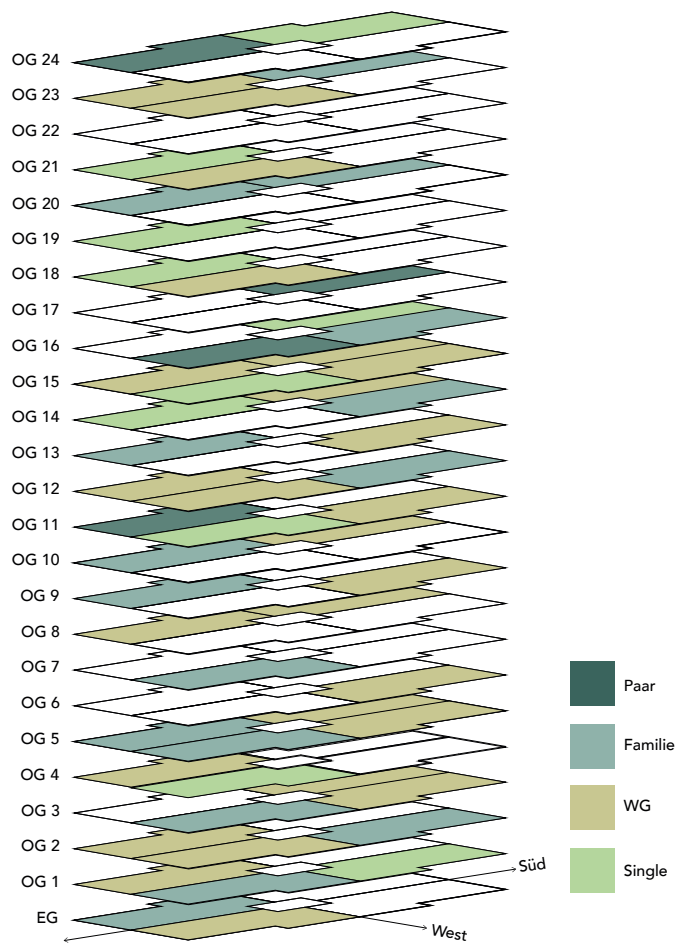 OG 24
OG 23
OG 22
OG 21
OG 20
OG 19
OG 18
OG 17
OG 16
OG 15
OG 14
OG 13
OG 12
OG 11
OG 10
OG 9
OG 8
OG 7
OG 6
OG 5
OG 4
OG 3
OG 2
OG 1
EG
Süd
West
Paar
Familie
WG
Single